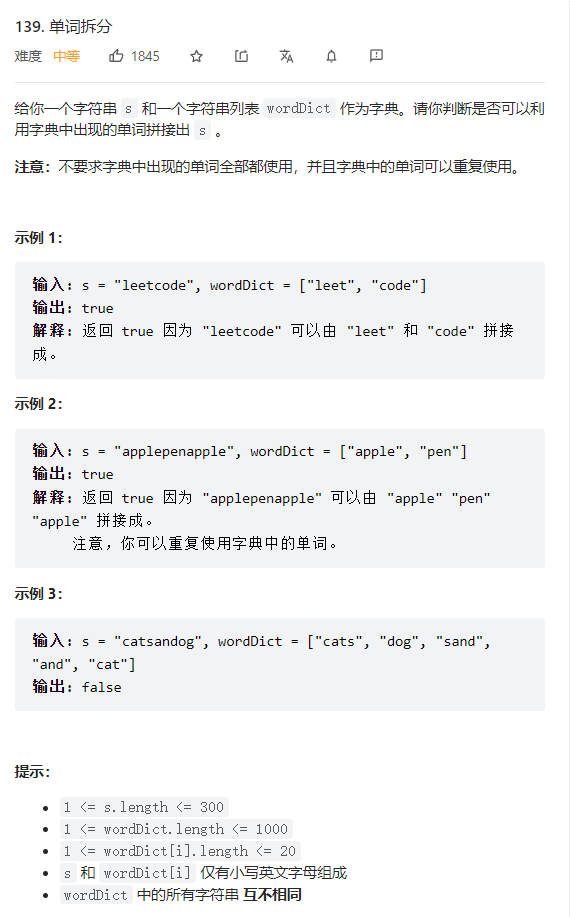 139. 单词拆分
难度 中等 1845
给你一个字符串 s 和一个字符串列表 wordDict 作为字典。请你判断是否可以利
用字典中出现的单词拼接出 s 。
注意：不要求字典中出现的单词全部都使用，并且字典中的单词可以重复使用。
示例 1：
输入: s = "leetcode", wordDict = ["leet", "code"]
输出: true
解释: 返回 true 因为 "leetcode" 可以由 "leet" 和 "code" 拼接
成。
示例 2：
输入: s = "applepenapple", wordDict = ["apple", "pen"]
输出: true
解释: 返回 true 因为 "applepenapple" 可以由 "apple" "pen"
"apple" 拼接成。
注意，你可以重复使用字典中的单词。
示例 3：
输入: s = "catsandog", wordDict = ["cats", "dog", "sand",
"and", "cat"]
输出: false
提示：
1 <= s.length <= 300
1 <= wordDict.length <= 1000
1 <= wordDict[i].length <= 20
s 和 wordDict[i] 仅有小写英文字母组成
wordDict 中的所有字符串 互不相同